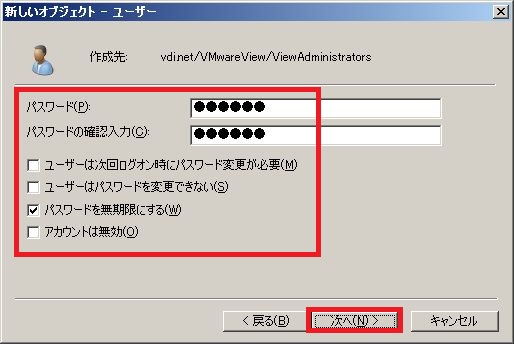 新しいオブジェクト - ユーザー
作成先: vdi.net/VMwareView/ViewAdministrators
パスワード(P): ●●●●●●
パスワードの確認入力(C): ●●●●●●
ユーザーは次回ログオン時にパスワード変更が必要(M)
ユーザーはパスワードを変更できない(S)
パスワードを無期限にする(W)
アカウントは無効(O)
< 戻る(B) 次へ(N) > キャンセル